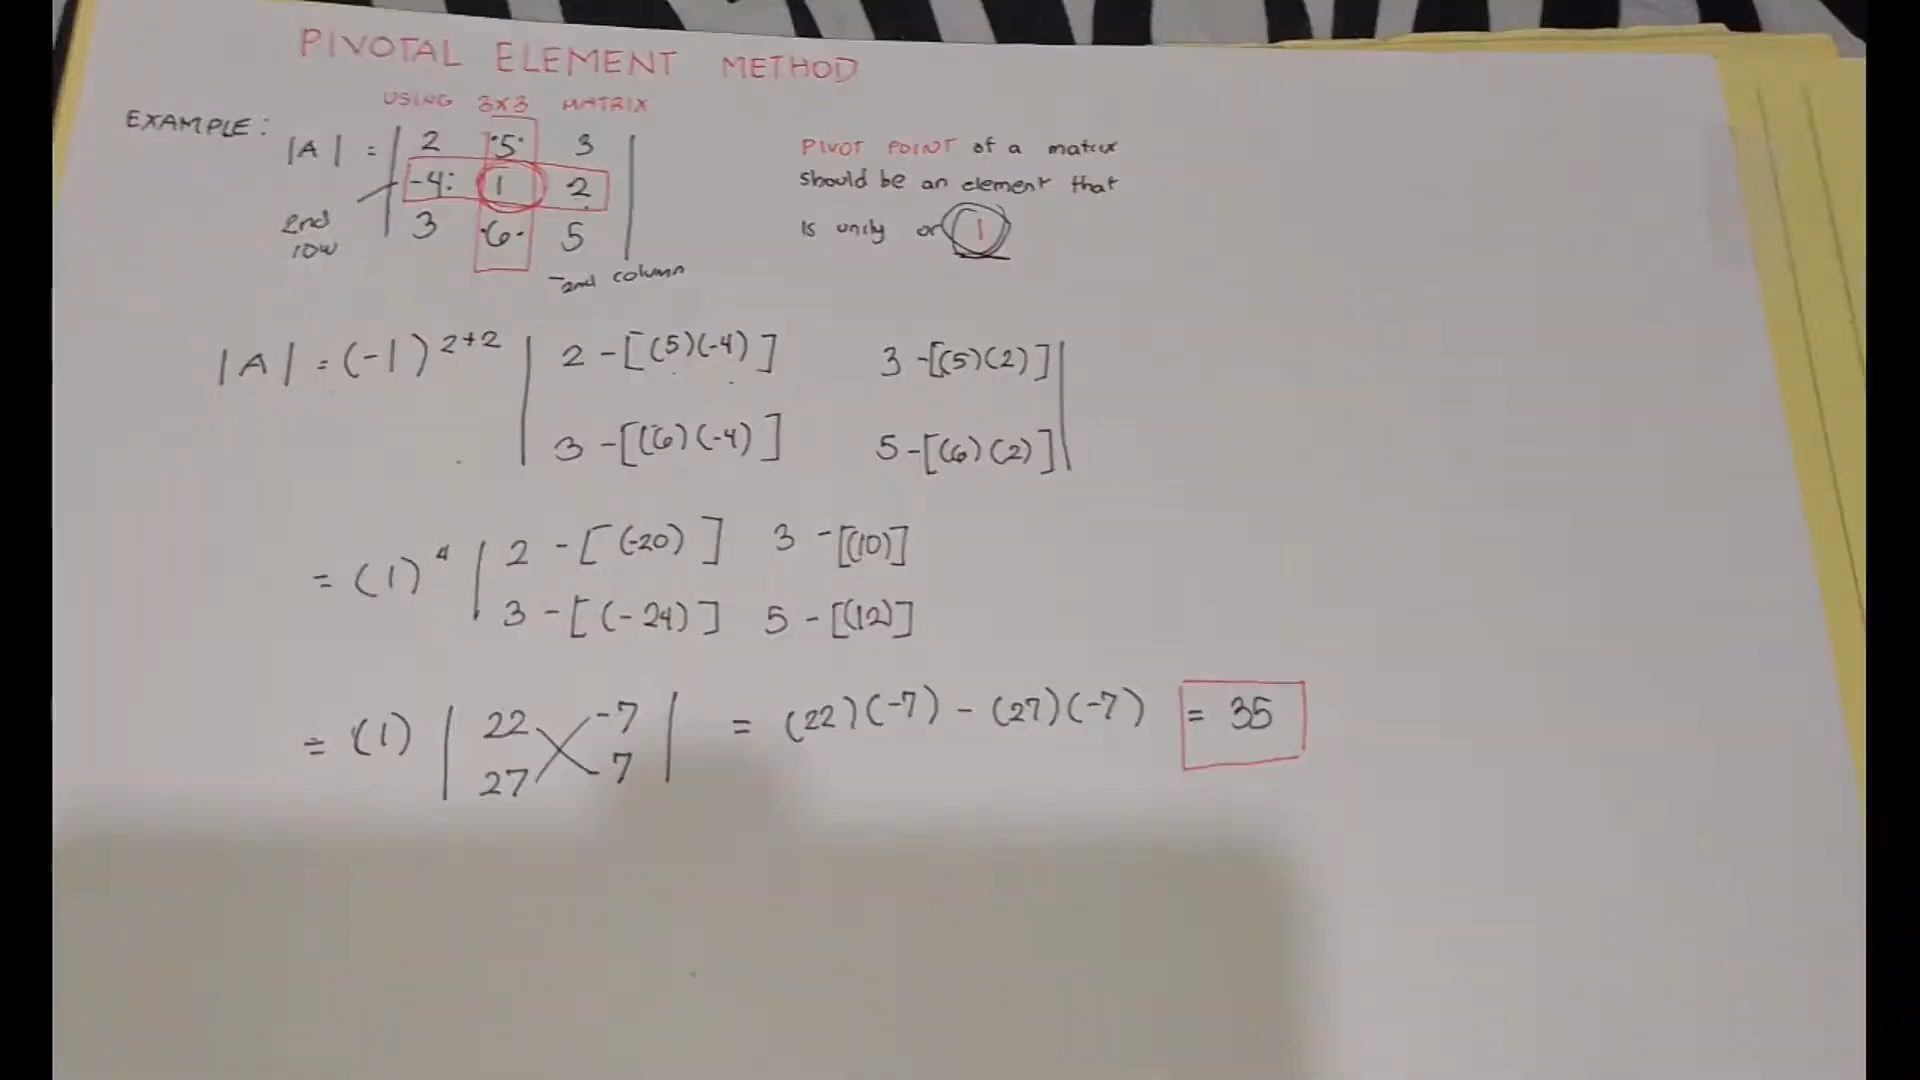 PIVOTAL ELEMENT METHOD
USING 3X3 MATRIX
EXAMPLE:
|A| = | 2 5 3 |
| -4 1 2 |
| 3 6 5 |
2nd row
2nd column
PIVOT POINT of a matrix
should be an element that
is only or 1
|A| = (-1)^2+2 | 2 -[(5)(-4)] 3 -[(5)(2)] |
| 3 -[(6)(-4)] 5 -[(6)(2)] |
= (1)^4 | 2 - [(-20)] 3 - [(10)]
3 - [(-24)] 5 - [(12)]
= (1) | 22 -7 | = (22)(-7) - (27)(-7) = 35
| 27 7 |